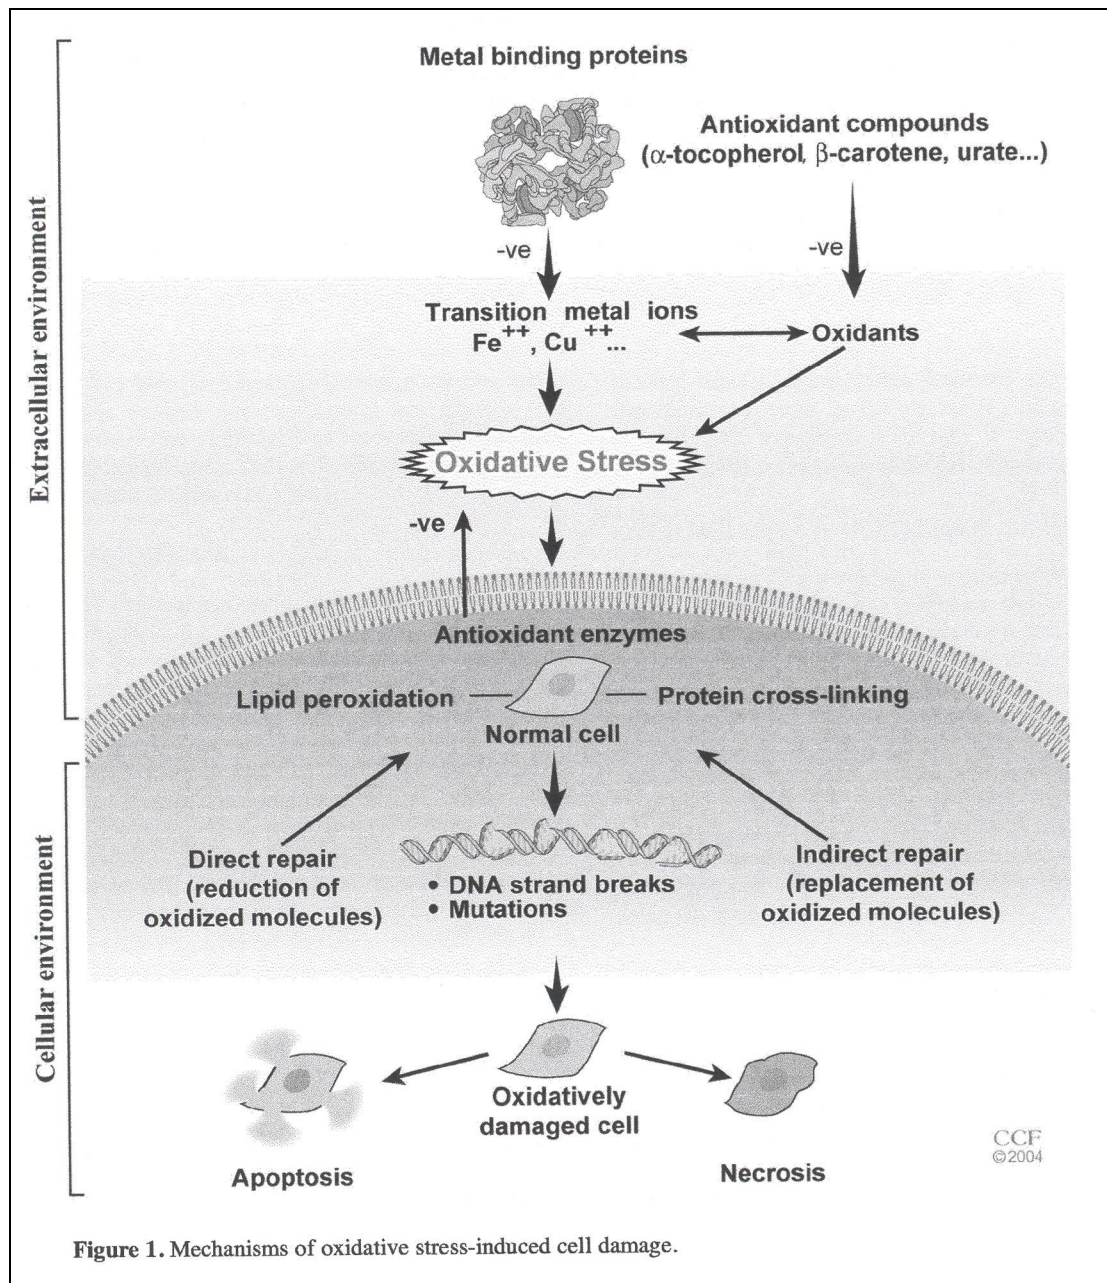 Metal binding proteins
Antioxidant compounds
(α-tocopherol, β-carotene, urate...)
-ve
-ve
Extracellular environment
Transition metal ions
Fe++, Cu++...
Oxidants
Oxidative Stress
-ve
Antioxidant enzymes
Lipid peroxidation
Protein cross-linking
Normal cell
Cellular environment
Direct repair
(reduction of
oxidized molecules)
• DNA strand breaks
• Mutations
Indirect repair
(replacement of
oxidized molecules)
Oxidatively
damaged cell
Apoptosis
Necrosis
CCF
©2004
Figure 1. Mechanisms of oxidative stress-induced cell damage.